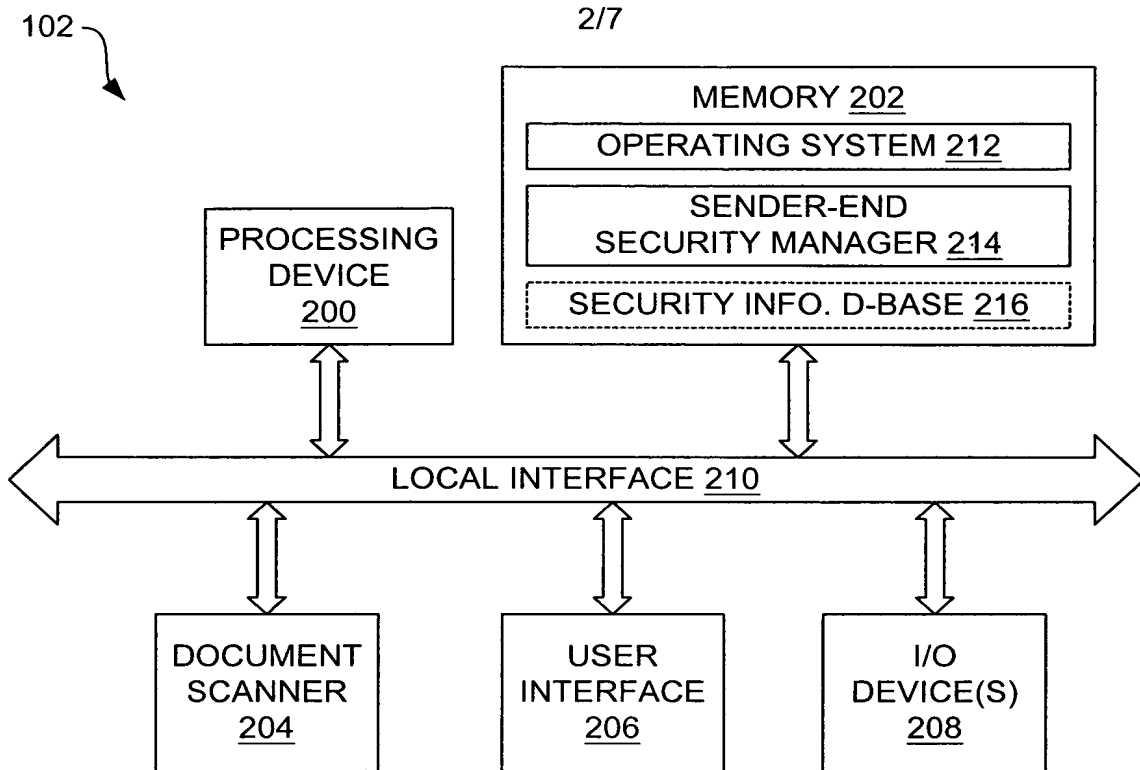 2/7
102
MEMORY 202
OPERATING SYSTEM 212
SENDER-END
SECURITY MANAGER 214
SECURITY INFO. D-BASE 216
PROCESSING
DEVICE
200
LOCAL INTERFACE 210
DOCUMENT
SCANNER
204
USER
INTERFACE
206
I/O
DEVICE(S)
208